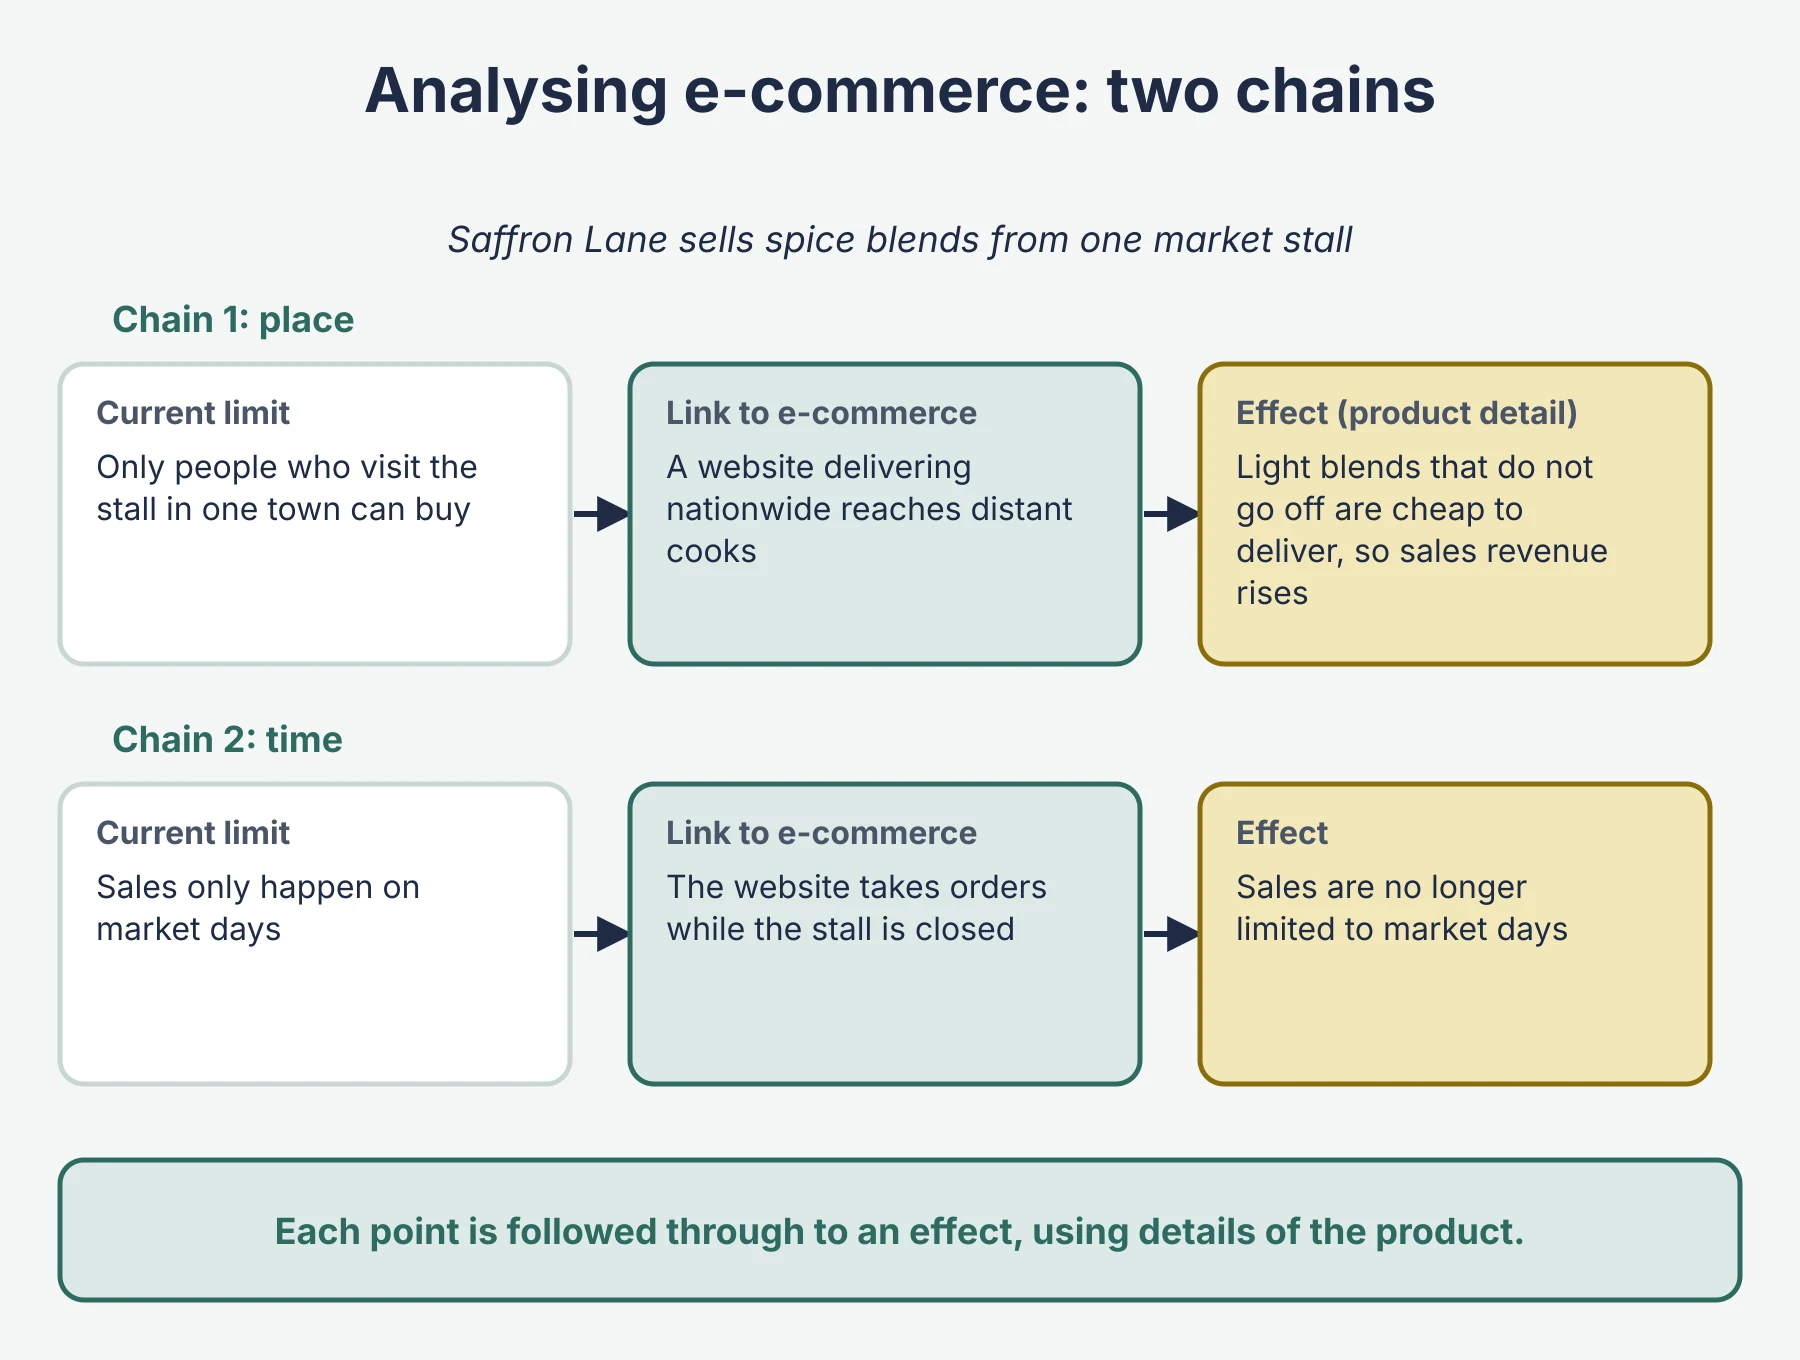 Analysing e-commerce: two chains
Saffron Lane sells spice blends from one market stall
Chain 1: place
Current limit
Only people who visit the
stall in one town can buy
Link to e-commerce
A website delivering
nationwide reaches distant
cooks
Effect (product detail)
Light blends that do not
go off are cheap to
deliver, so sales revenue
rises
Chain 2: time
Current limit
Sales only happen on
market days
Link to e-commerce
The website takes orders
while the stall is closed
Effect
Sales are no longer
limited to market days
Each point is followed through to an effect, using details of the product.